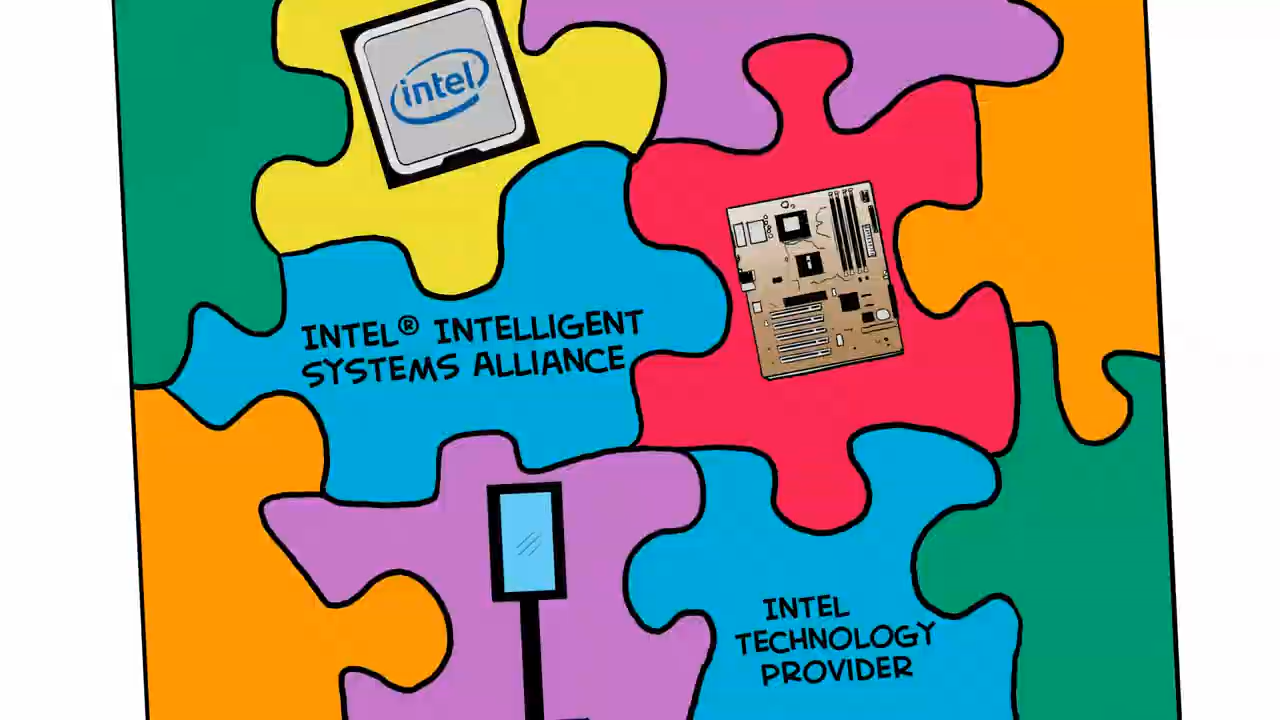 intel
INTEL® INTELLIGENT
SYSTEMS ALLIANCE
INTEL
TECHNOLOGY
PROVIDER